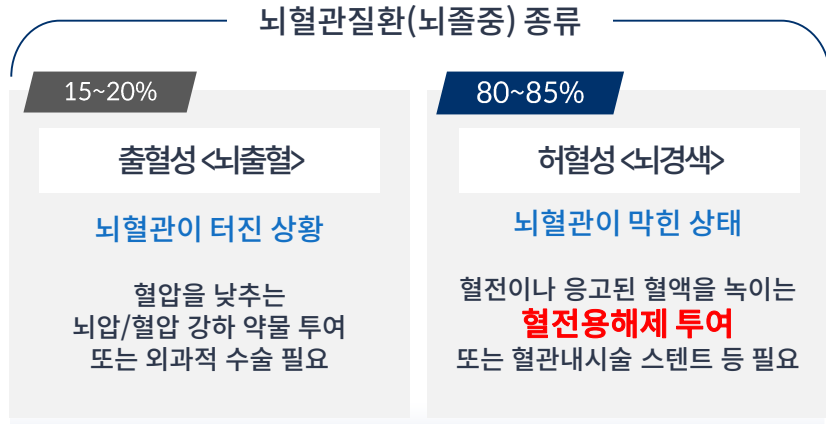 뇌혈관질환(뇌졸중) 종류
15~20%
출혈성 <뇌출혈>
뇌혈관이 터진 상황
혈압을 낮추는
뇌압/혈압 강하 약물 투여
또는 외과적 수술 필요
80~85%
허혈성 <뇌경색>
뇌혈관이 막힌 상태
혈전이나 응고된 혈액을 녹이는
혈전용해제 투여
또는 혈관내시술 스텐트 등 필요